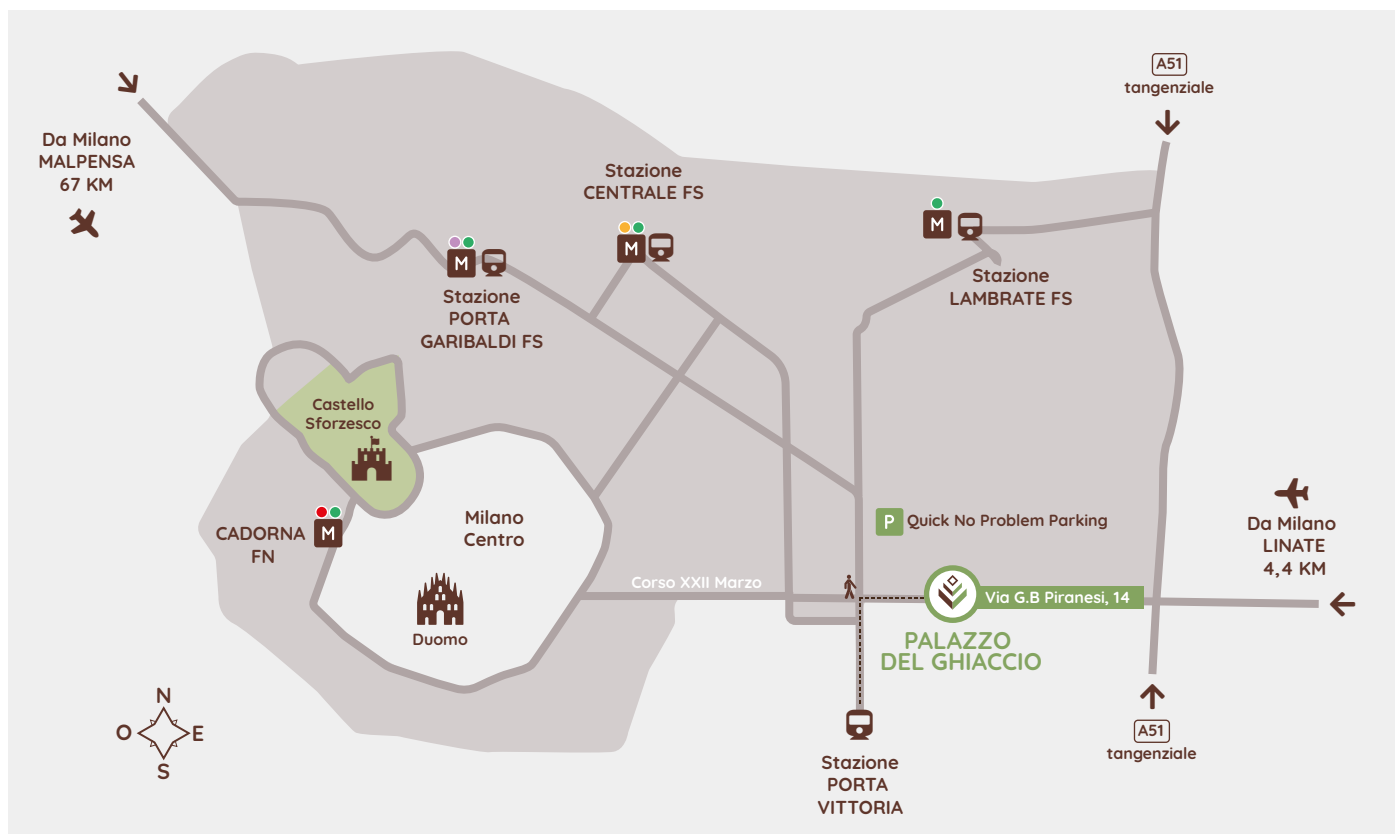 A51
tangenziale
Da Milano
MALPENSA
67 KM
Stazione
CENTRALE FS
M
M
M
Stazione
PORTA
GARIBALDI FS
Stazione
LAMBRATE FS
Castello
Sforzesco
CADORNA
FN
M
Milano
Centro
Duomo
P
Quick No Problem Parking
Da Milano
LINATE
4,4 KM
Corso XXII Marzo
Via G.B Piranesi, 14
PALAZZO
DEL GHIACCIO
N
O
E
S
Stazione
PORTA
VITTORIA
A51
tangenziale